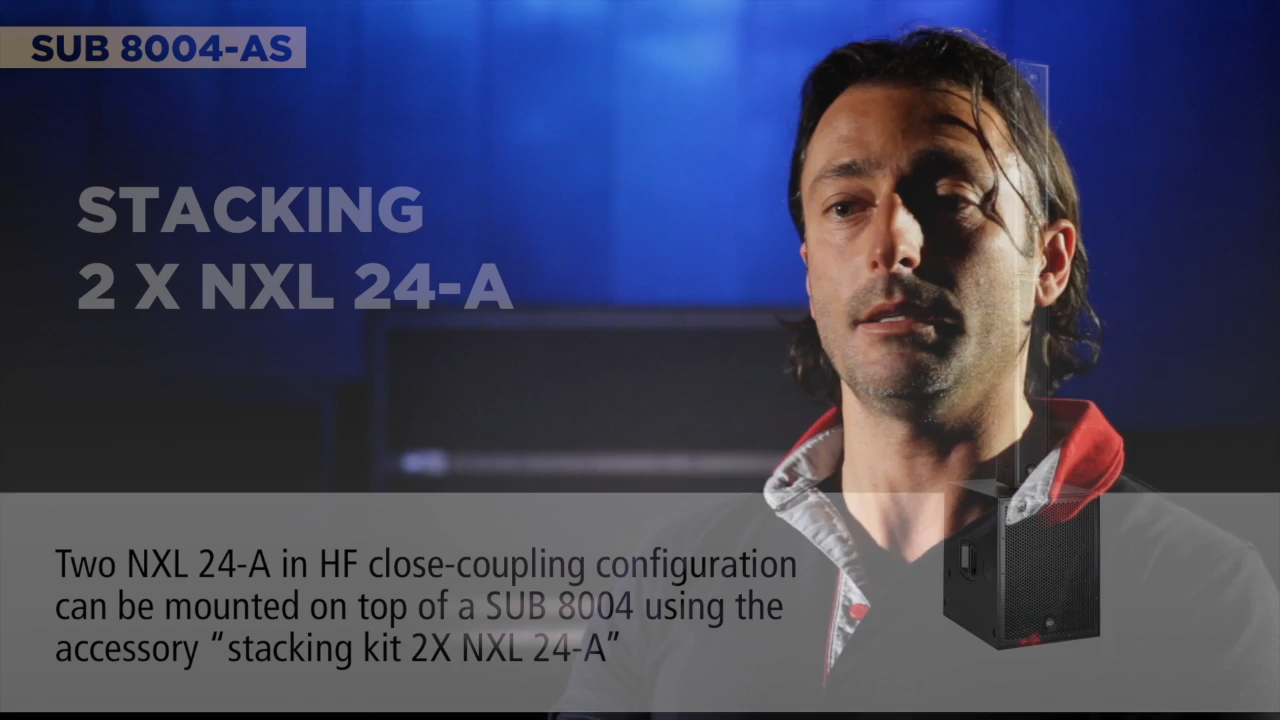 SUB 8004-AS
STACKING
2 X NXL 24-A
Two NXL 24-A in HF close-coupling configuration
can be mounted on top of a SUB 8004 using the
accessory “stacking kit 2X NXL 24-A”